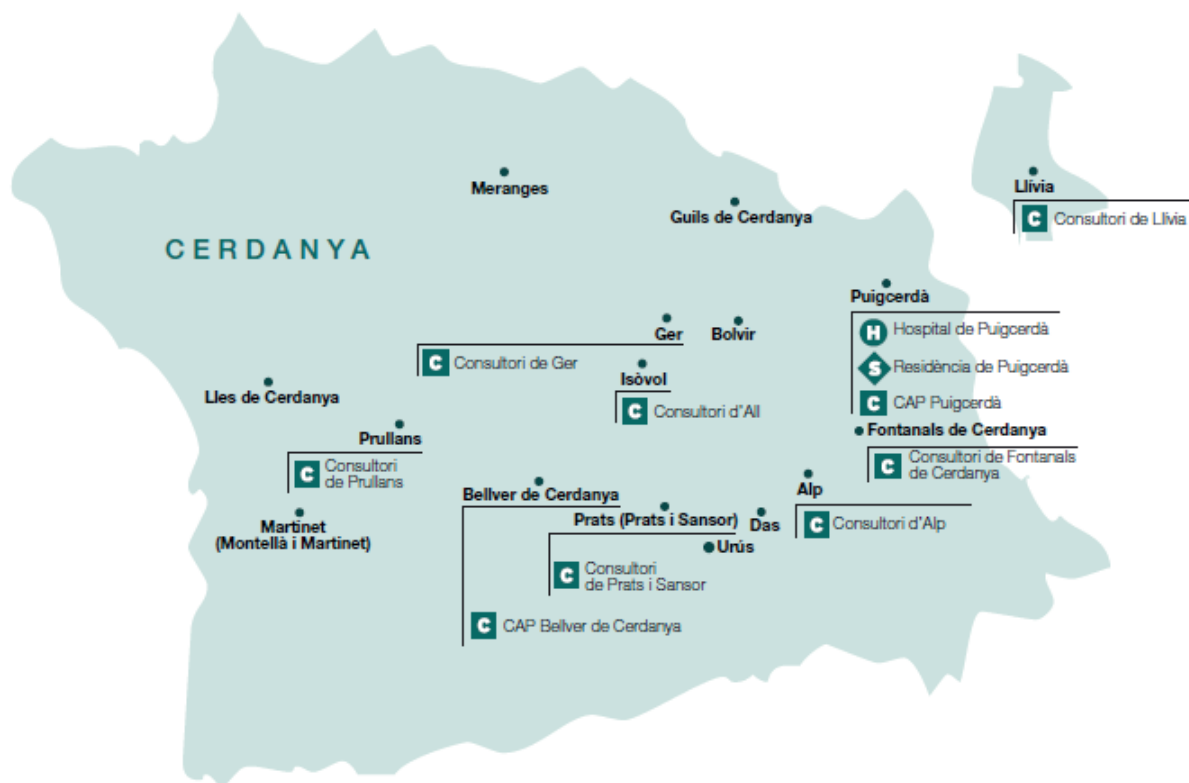 Meranges
Guils de Cerdanya
Llívia
C Consultori de Llívia
CERDANYA
Puigcerdà
H Hospital de Puigcerdà
S Residència de Puigcerdà
C CAP Puigcerdà
Ger
C Consultori de Ger
Bolvir
Isòvol
C Consultori d'All
Lles de Cerdanya
Prullans
C Consultori
de Prullans
Fontanals de Cerdanya
C Consultori de Fontanals
de Cerdanya
Martinet
(Montellà i Martinet)
Bellver de Cerdanya
C CAP Bellver de Cerdanya
Prats (Prats i Sansor)
C Consultori
de Prats i Sansor
Das
Urús
Alp
C Consultori d'Alp